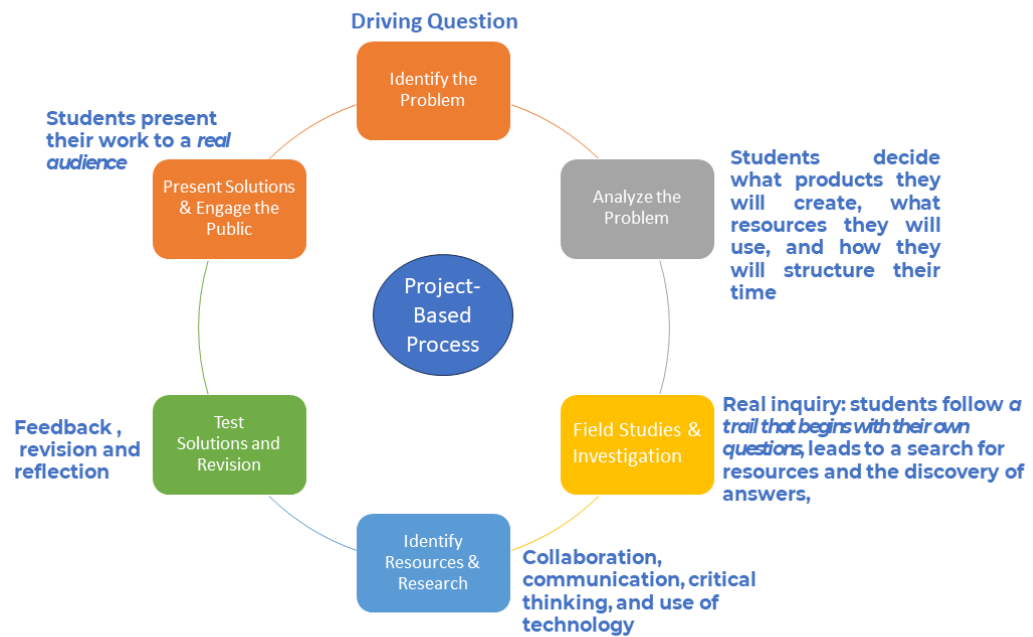 Driving Question
Identify the
Problem
Students present
their work to a real
audience
Present Solutions
& Engage the
Public
Analyze the
Problem
Students decide
what products they
will create, what
resources they will
use, and how they
will structure their
time
Project-
Based
Process
Feedback ,
revision and
reflection
Test
Solutions and
Revision
Field Studies &
Investigation
Real inquiry: students follow a
trail that begins with their own
questions, leads to a search for
resources and the discovery of
answers,
Identify
Resources &
Research
Collaboration,
communication, critical
thinking, and use of
technology